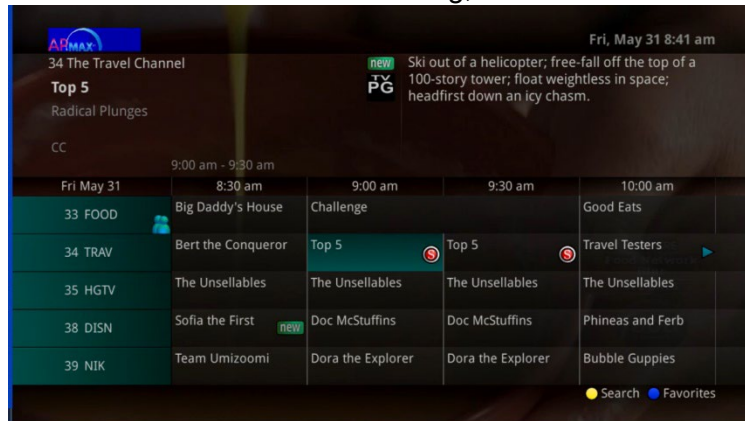 ARMAX
Fri, May 31 8:41 am
34 The Travel Channel
Top 5
Radical Plunges
CC
9:00 am - 9:30 am
new
TV
PG
Ski out of a helicopter; free-fall off the top of a
100-story tower; float weightless in space;
headfirst down an icy chasm.
Fri May 31 8:30 am 9:00 am 9:30 am 10:00 am
33 FOOD Big Daddy's House Challenge Good Eats
34 TRAV Bert the Conqueror Top 5 S Top 5 S Travel Testers
35 HGTV The Unsellables The Unsellables The Unsellables The Unsellables
38 DISN Sofia the First new Doc McStuffins Doc McStuffins Phineas and Ferb
39 NIK Team Umizoomi Dora the Explorer Dora the Explorer Bubble Guppies
Search Favorites